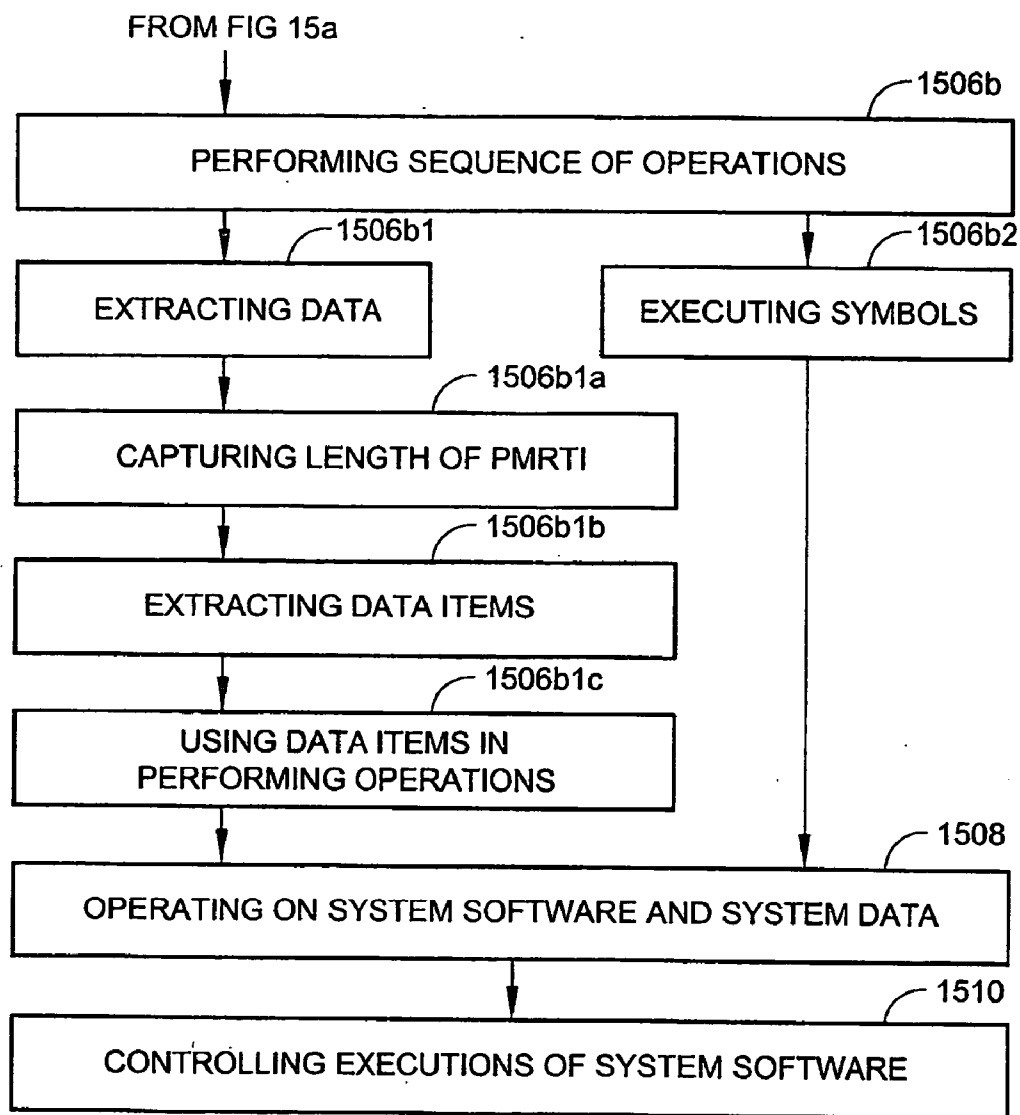 FROM FIG 15a
1506b
PERFORMING SEQUENCE OF OPERATIONS
1506b1
1506b2
EXTRACTING DATA
EXECUTING SYMBOLS
1506b1a
CAPTURING LENGTH OF PMRTI
1506b1b
EXTRACTING DATA ITEMS
1506b1c
USING DATA ITEMS IN
PERFORMING OPERATIONS
1508
OPERATING ON SYSTEM SOFTWARE AND SYSTEM DATA
1510
CONTROLLING EXECUTIONS OF SYSTEM SOFTWARE